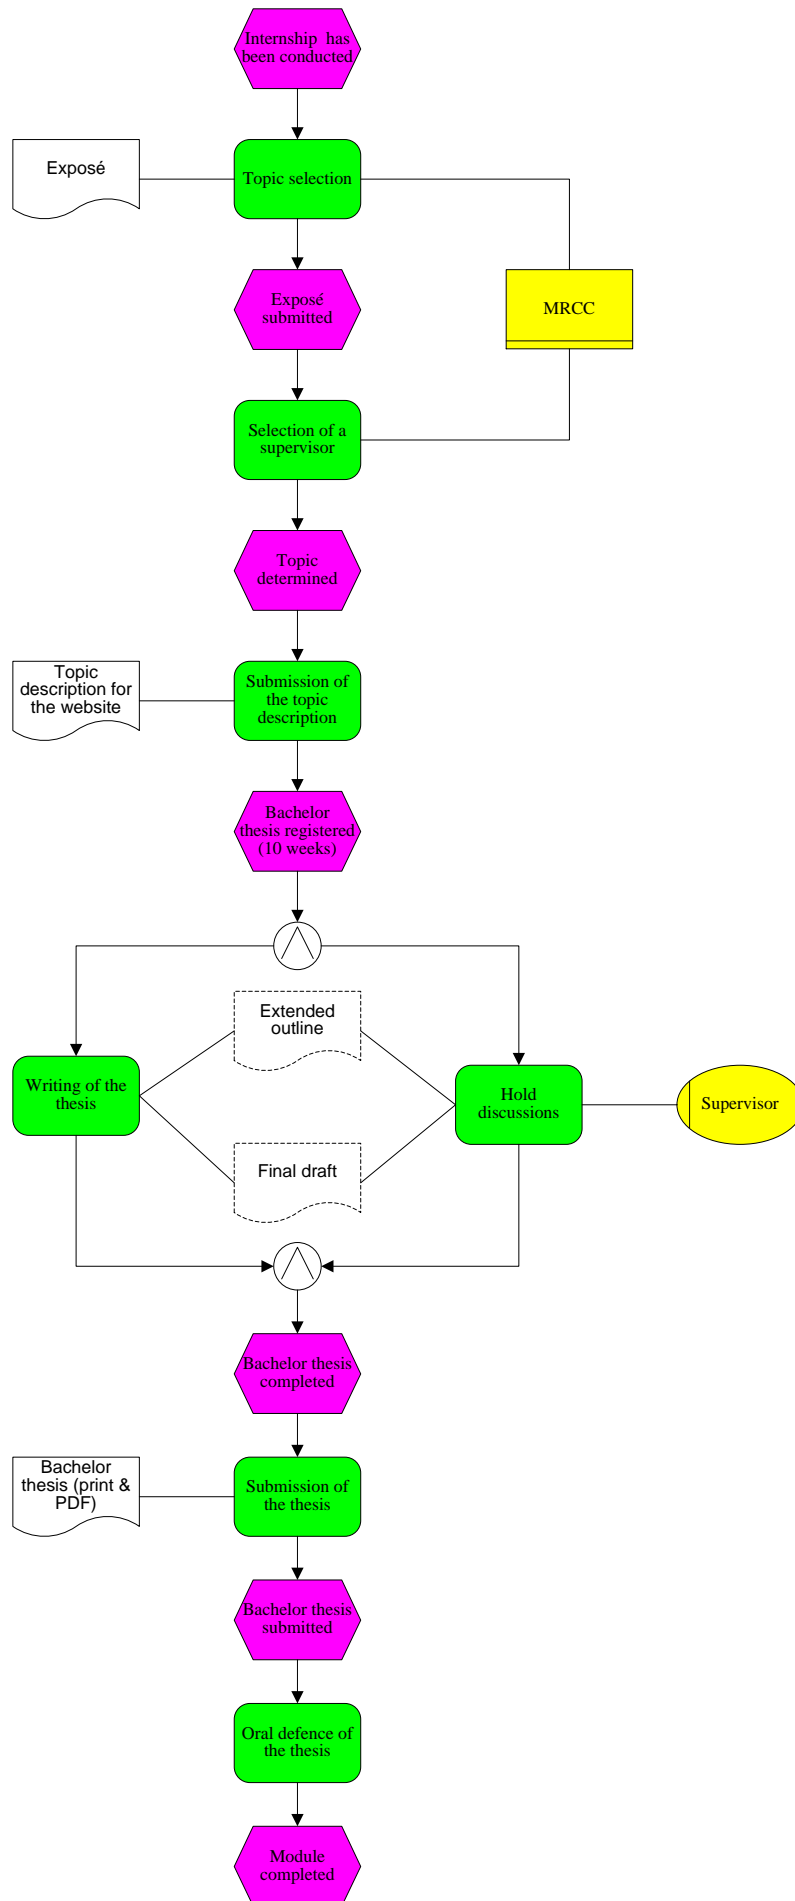 Internship  has
been conducted
Exposé
Topic selection
Exposé
submitted
MRCC
Selection of a
supervisor
Topic
determined
Topic
description for
the website
Submission of
the topic
description
Bachelor
thesis registered
(10 weeks)
Extended
outline
Writing of the
thesis
Hold
discussions
Supervisor
Final draft
Bachelor thesis
completed
Bachelor
thesis (print &
PDF)
Submission of
the thesis
Bachelor thesis
submitted
Oral defence of
the thesis
Module
completed